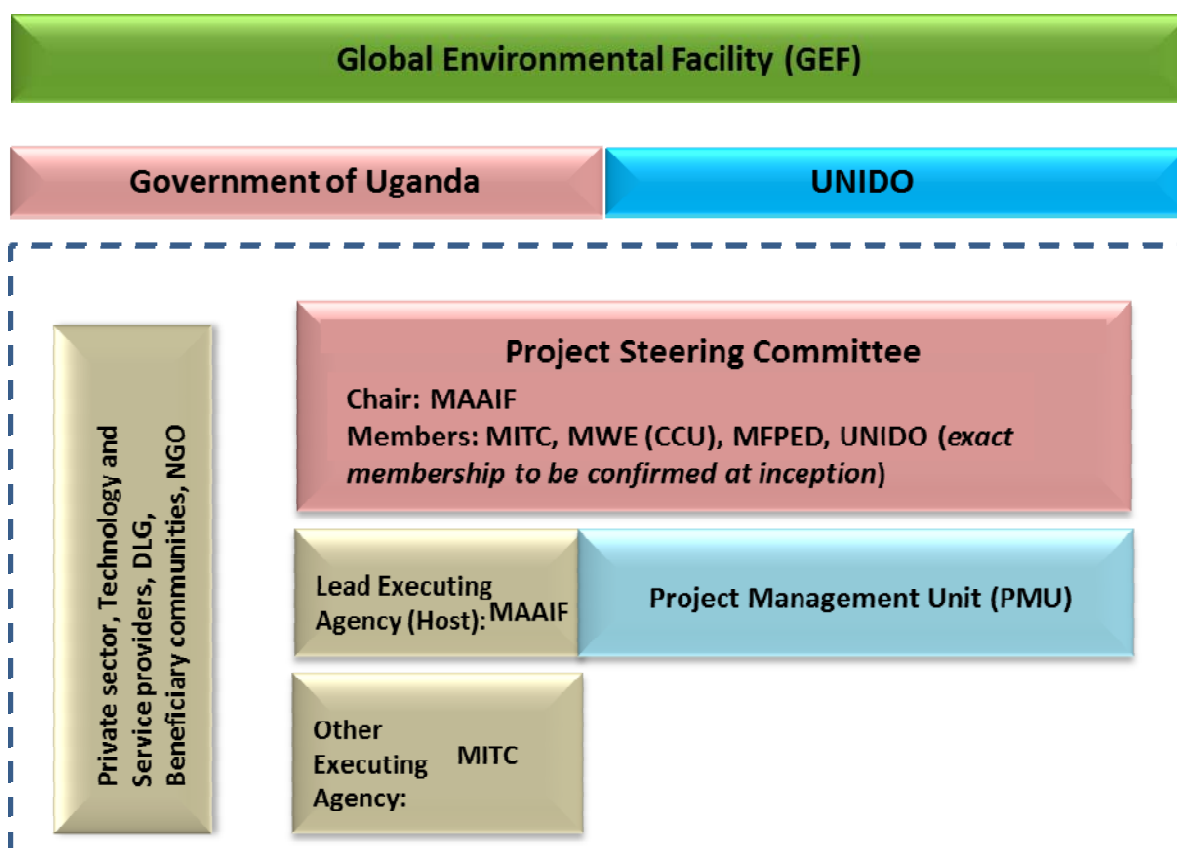 Global Environmental Facility (GEF)
Government of Uganda
UNIDO
Private sector, Technology and
Service providers, DLG,
Beneficiary communities, NGO
Project Steering Committee
Chair: MAAIF
Members: MITC, MWE (CCU), MFPED, UNIDO (exact
membership to be confirmed at inception)
Lead Executing
Agency (Host): MAAIF
Project Management Unit (PMU)
Other
Executing MITC
Agency: